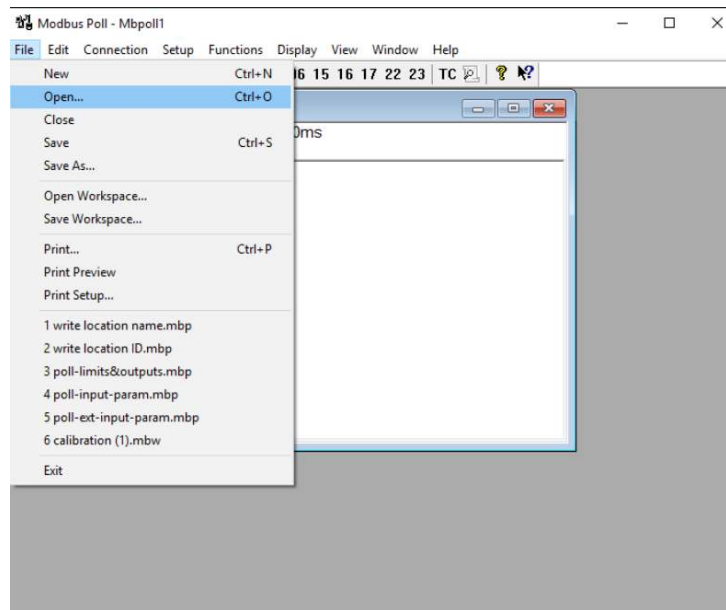 Modbus Poll - Mbpoll1
File Edit Connection Setup Functions Display View Window Help
15 16 17 22 23 TC
New Ctrl+N
Open... Ctrl+O
0ms
Close
Save Ctrl+S
Save As...
Open Workspace...
Save Workspace...
Print... Ctrl+P
Print Preview
Print Setup...
1 write location name.mbp
2 write location ID.mbp
3 poll-limits&outputs.mbp
4 poll-input-param.mbp
5 poll-ext-input-param.mbp
6 calibration (1).mbw
Exit